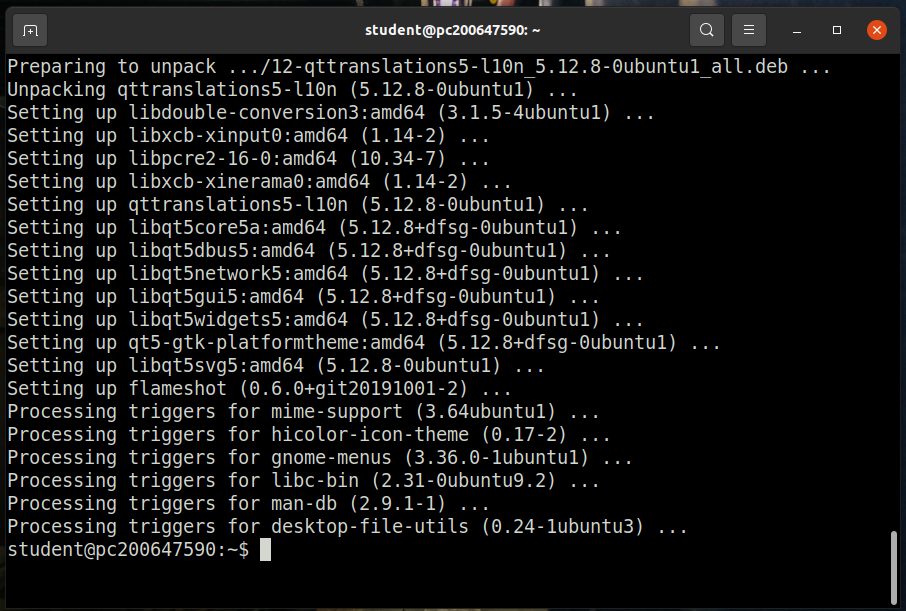 student@pc200647590: ~
Preparing to unpack .../12-qttranslations5-l10n_5.12.8-0ubuntu1_all.deb ...
Unpacking qttranslations5-l10n (5.12.8-0ubuntu1) ...
Setting up libdouble-conversion3:amd64 (3.1.5-4ubuntu1) ...
Setting up libxcb-xinput0:amd64 (1.14-2) ...
Setting up libpcre2-16-0:amd64 (10.34-7) ...
Setting up libxcb-xinerama0:amd64 (1.14-2) ...
Setting up qttranslations5-l10n (5.12.8-0ubuntu1) ...
Setting up libqt5core5a:amd64 (5.12.8+dfsg-0ubuntu1) ...
Setting up libqt5dbus5:amd64 (5.12.8+dfsg-0ubuntu1) ...
Setting up libqt5network5:amd64 (5.12.8+dfsg-0ubuntu1) ...
Setting up libqt5gui5:amd64 (5.12.8+dfsg-0ubuntu1) ...
Setting up libqt5widgets5:amd64 (5.12.8+dfsg-0ubuntu1) ...
Setting up qt5-gtk-platformtheme:amd64 (5.12.8+dfsg-0ubuntu1) ...
Setting up libqt5svg5:amd64 (5.12.8-0ubuntu1) ...
Setting up flameshot (0.6.0+git20191001-2) ...
Processing triggers for mime-support (3.64ubuntu1) ...
Processing triggers for hicolor-icon-theme (0.17-2) ...
Processing triggers for gnome-menus (3.36.0-1ubuntu1) ...
Processing triggers for libc-bin (2.31-0ubuntu9.2) ...
Processing triggers for man-db (2.9.1-1) ...
Processing triggers for desktop-file-utils (0.24-1ubuntu3) ...
student@pc200647590:~$